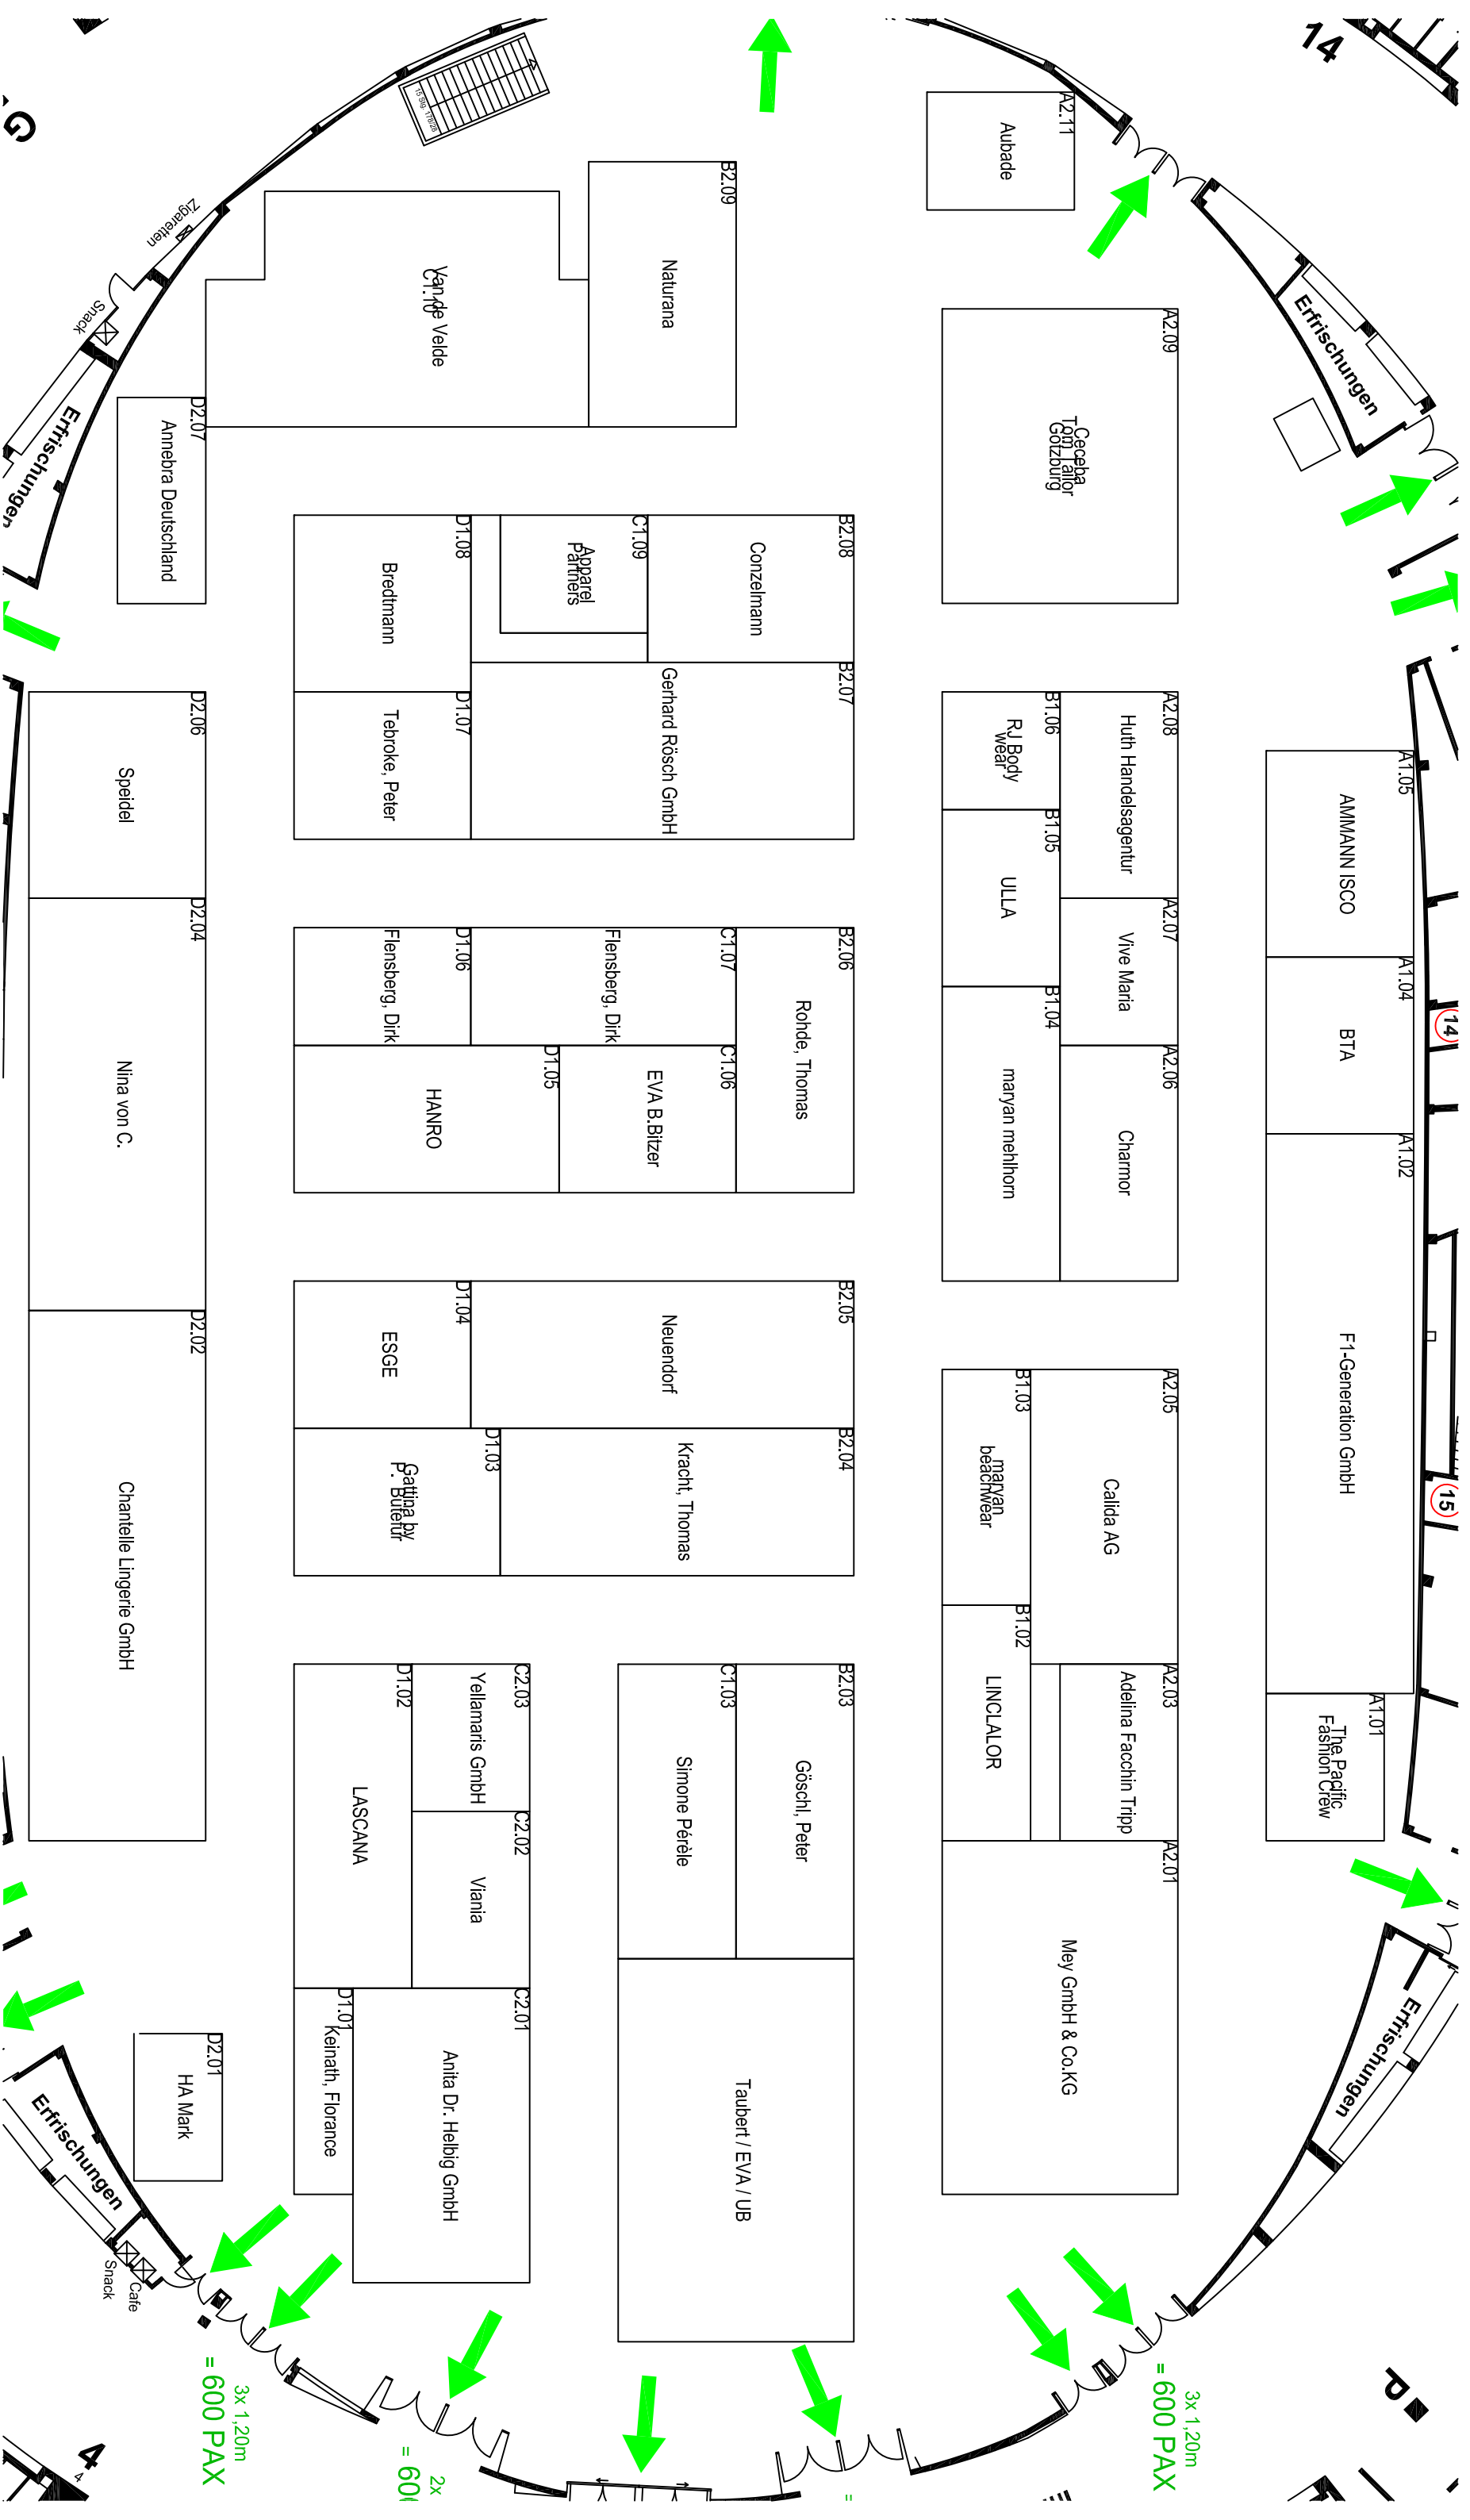 14
G
15 Stg. 178/28
A2.11
Aubade
B2.09
Naturana
Zigaretten
Snack
Erfrischungen
Van de Velde
C1.10
A2.09
Ceceba
Tom Tailor
Götzburg
Erfrischungen
D2.07
Annebra Deutschland
D1.08
Bredtmann
C1.09
Apparel
Partners
B2.08
Conzelmann
B2.07
Gerhard Rösch GmbH
D1.07
Tebroke, Peter
D2.06
Speidel
B1.06
RJ Body
wear
A2.08
Huth Handelsagentur
A1.05
AMMANN ISCO
B1.05
ULLA
A2.07
Vive Maria
D2.04
Nina von C.
D1.06
Flensberg, Dirk
C1.07
Flensberg, Dirk
B2.06
Rohde, Thomas
B1.04
maryan mehlhorn
A1.04
BTA
14
D1.05
HANRO
C1.06
EVA B.Bitzer
A2.06
Charmor
A1.02
F1-Generation GmbH
D2.02
Chantelle Lingerie GmbH
D1.04
ESGE
B2.05
Neuendorf
B1.03
maryan
beachwear
A2.05
Calida AG
D1.03
Gattina by
P. Bütefür
B2.04
Kracht, Thomas
15
B1.02
LINCLALOR
A2.03
Adelina Facchin Tripp
A1.01
The Pacific
Fashion Crew
D1.02
LASCANA
C2.03
Yellamaris GmbH
C1.03
Simone Pérèle
B2.03
Göschl, Peter
C2.02
Viania
A2.01
Mey GmbH & Co.KG
D1.01
Keinath, Florance
C2.01
Anita Dr. Helbig GmbH
Taubert / EVA / UB
D2.01
HA Mark
Erfrischungen
Erfrischungen
Snack
Cafe
3x 1,20m
= 600 PAX
2x
= 600
3x 1,20m
= 600 PAX
P
4
4
=